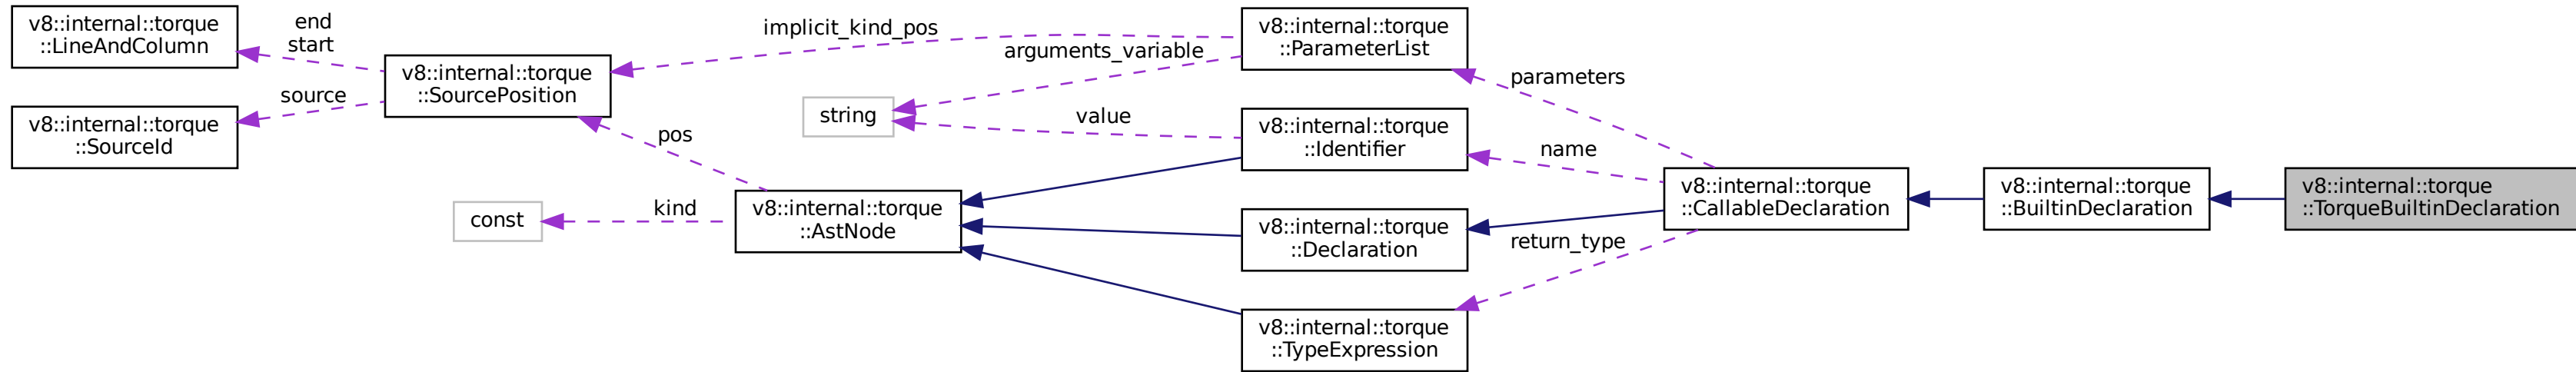 v8::internal::torque
::LineAndColumn
end
start
v8::internal::torque
::SourceId
source
v8::internal::torque
::SourcePosition
implicit_kind_pos
arguments_variable
string
value
pos
const
kind
v8::internal::torque
::AstNode
v8::internal::torque
::ParameterList
v8::internal::torque
::Identifier
v8::internal::torque
::Declaration
v8::internal::torque
::TypeExpression
parameters
name
return_type
v8::internal::torque
::CallableDeclaration
v8::internal::torque
::BuiltinDeclaration
v8::internal::torque
::TorqueBuiltinDeclaration